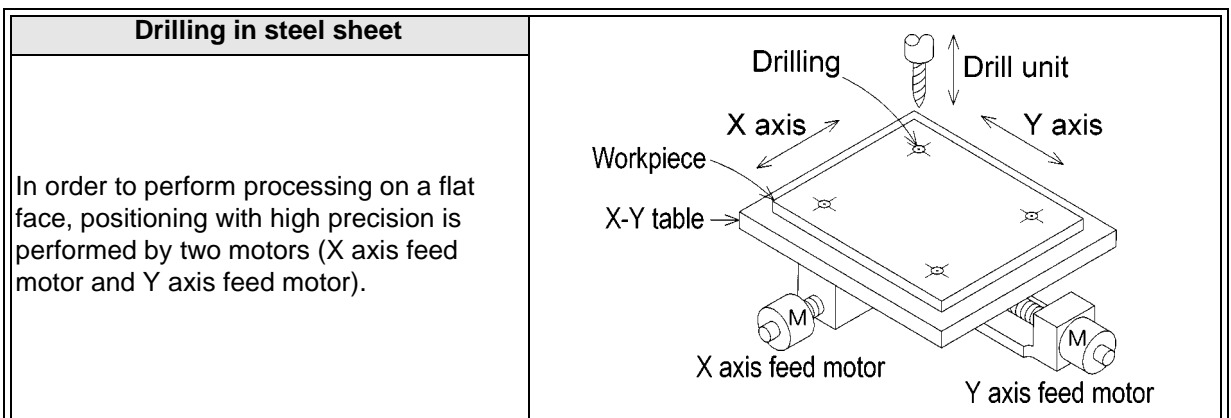 Drilling in steel sheet
In order to perform processing on a flat
face, positioning with high precision is
performed by two motors (X axis feed
motor and Y axis feed motor).
Drilling
Drill unit
X axis
Y axis
Workpiece
X-Y table
M
M
X axis feed motor
Y axis feed motor